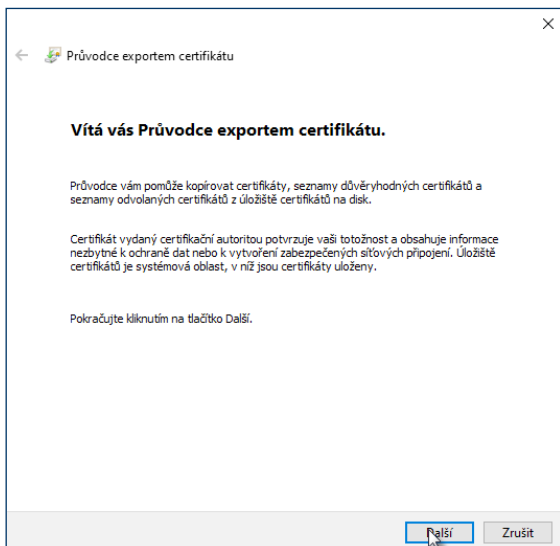 Průvodce exportem certifikátu
Vítá vás Průvodce exportem certifikátu.
Průvodce vám pomůže kopírovat certifikáty, seznamy důvěryhodných certifikátů a
seznamy odvolaných certifikátů z úložiště certifikátů na disk.
Certifikát vydaný certifikační autoritou potvrzuje vaši totožnost a obsahuje informace
nezbytné k ochraně dat nebo k vytvoření zabezpečených síťových připojení. Úložiště
certifikátů je systémová oblast, v níž jsou certifikáty uloženy.
Pokračujte kliknutím na tlačítko Další.
Další
Zrušit